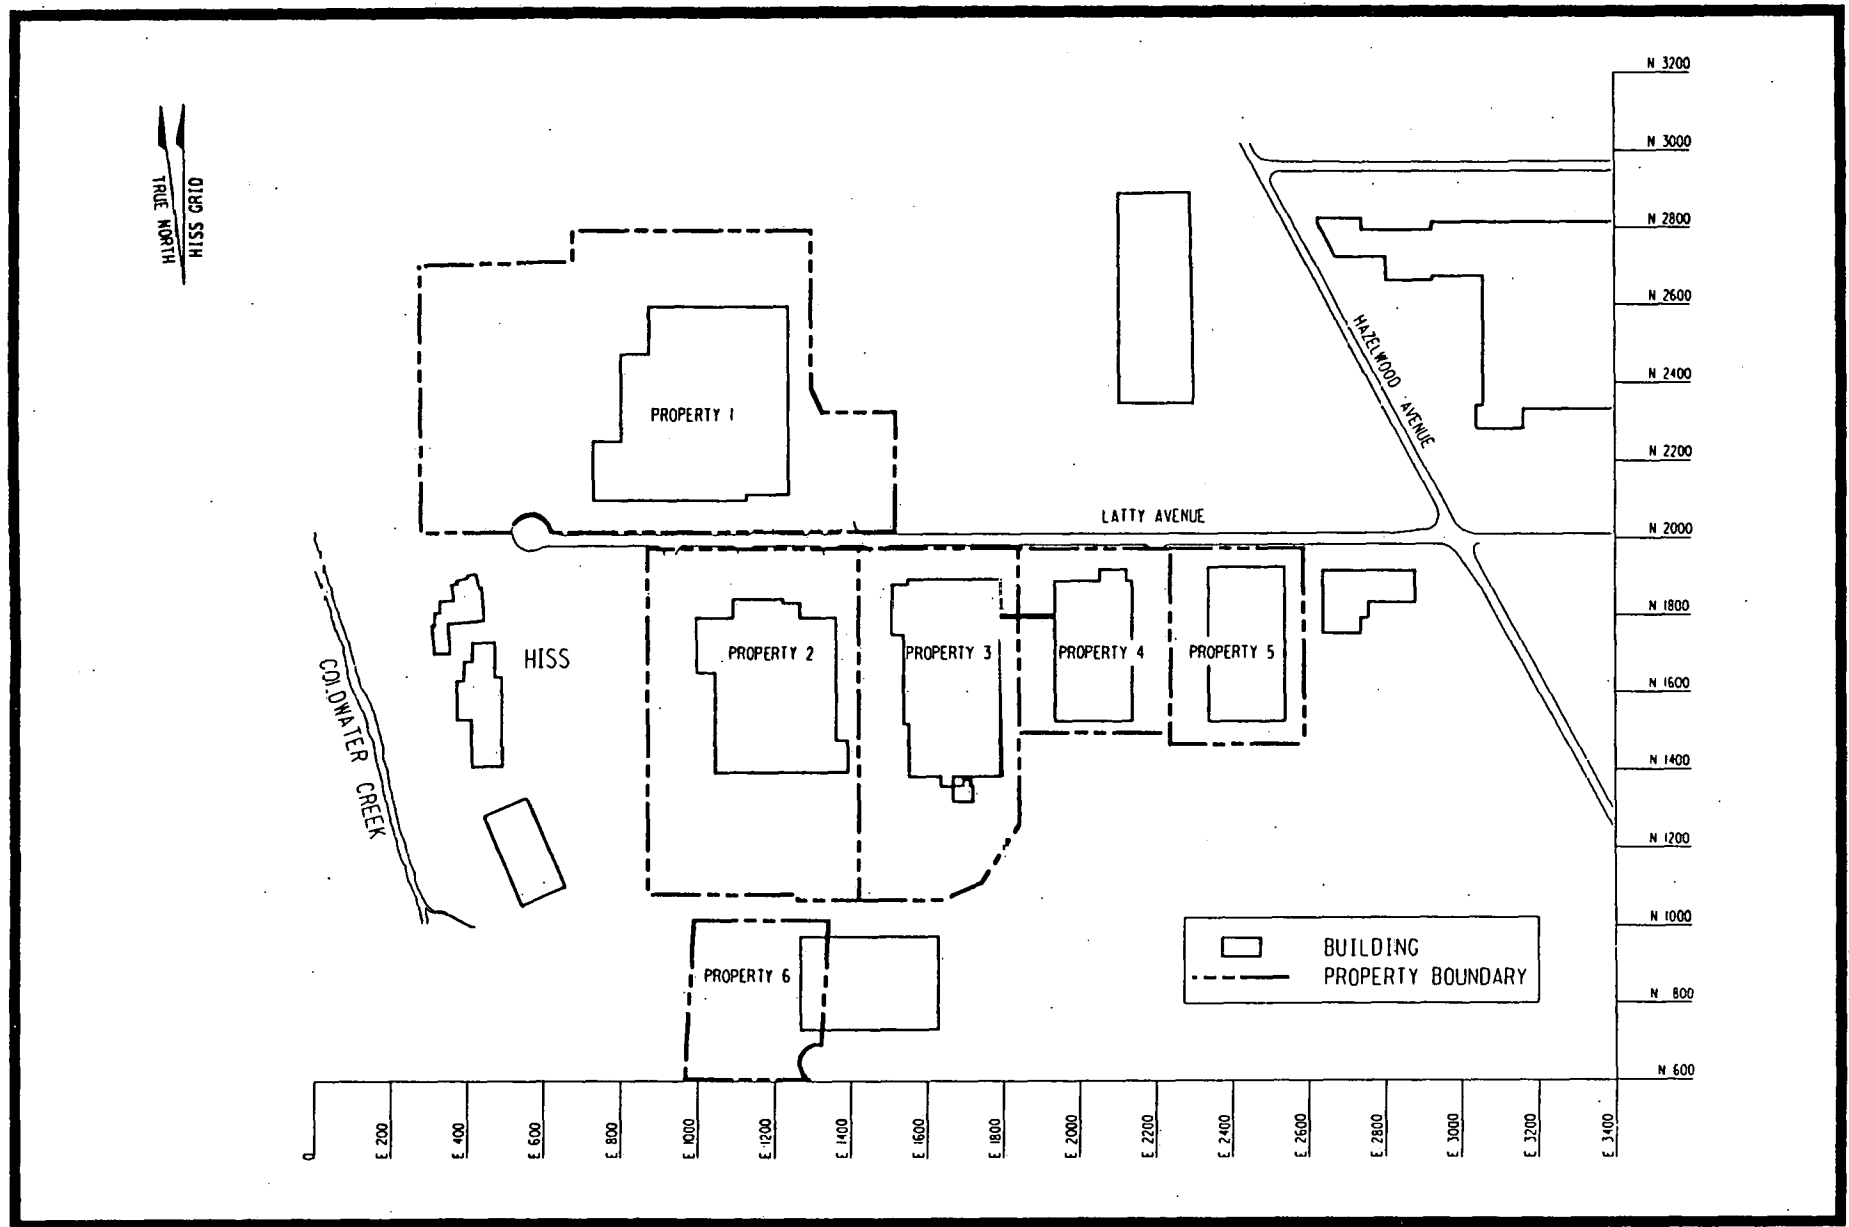 N 3200
N 3000
TRUE NORTH
HISS GRID
N 2800
N 2600
HAZELWOOD AVENUE
N 2400
PROPERTY 1
N 2200
LATTY AVENUE
N 2000
N 1800
HISS
PROPERTY 2
PROPERTY 3
PROPERTY 4
PROPERTY 5
COLDWATER CREEK
N 1600
N 1400
N 1200
N 1000
BUILDING
PROPERTY 6
PROPERTY BOUNDARY
N 800
N 600
0
E 200
E 400
E 600
E 800
E 1000
E 1200
E 1400
E 1600
E 1800
E 2000
E 2200
E 2400
E 2600
E 2800
E 3000
E 3200
E 3400